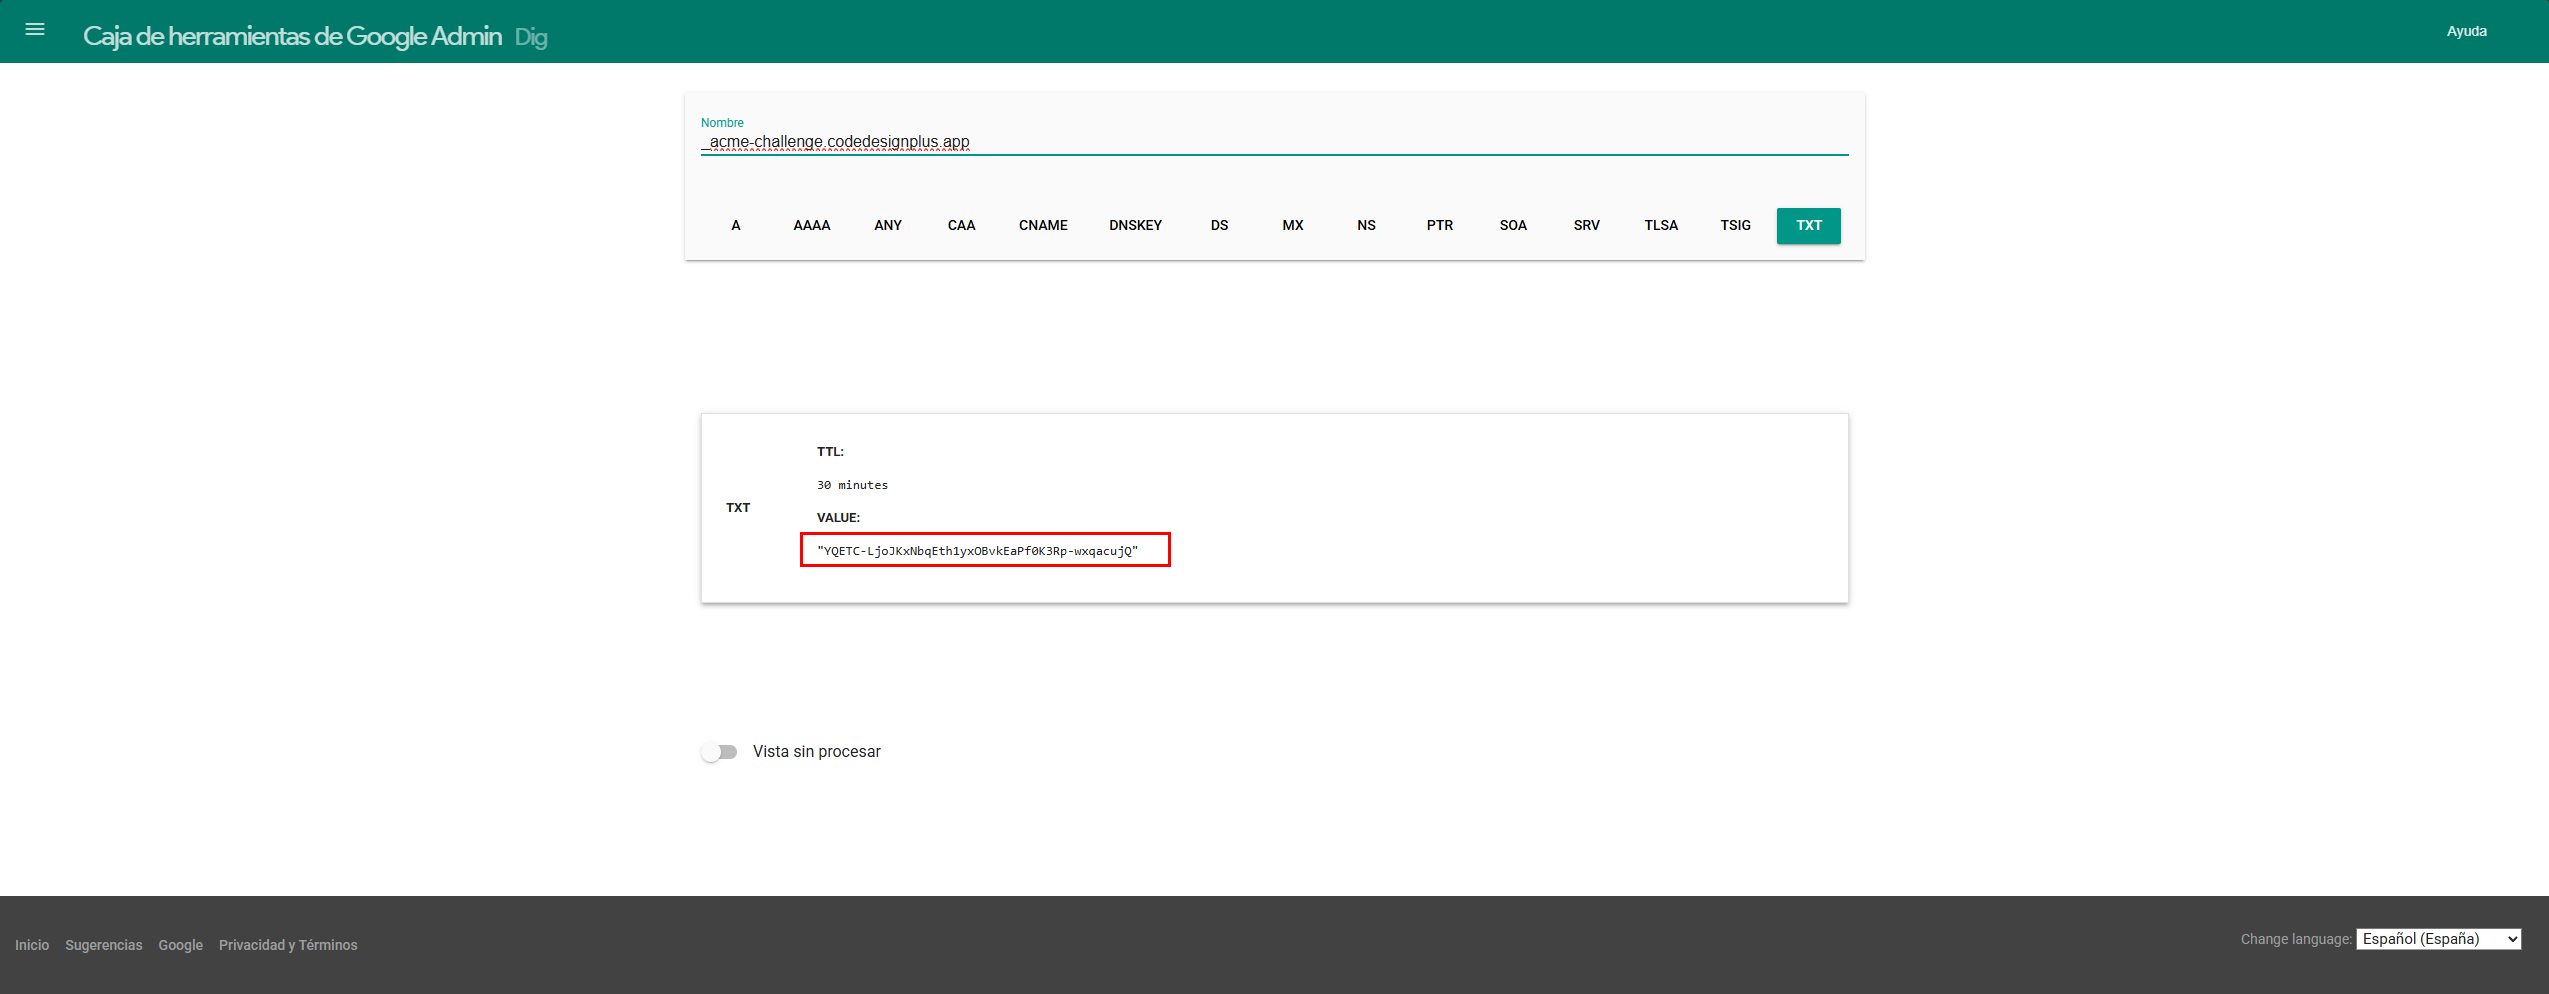 Caja de herramientas de Google Admin Dig
Ayuda
Nombre
_acme-challenge.codedesignplus.app
A AAAA ANY CAA CNAME DNSKEY DS MX NS PTR SOA SRV TLSA TSIG TXT
TTL:
30 minutes
TXT
VALUE:
"YQETC-LjoJKxNbqEth1yxOBvkEaPf0K3Rp-wxqacujQ"
Vista sin procesar
Inicio Sugerencias Google Privacidad y Términos
Change language: Español (España)